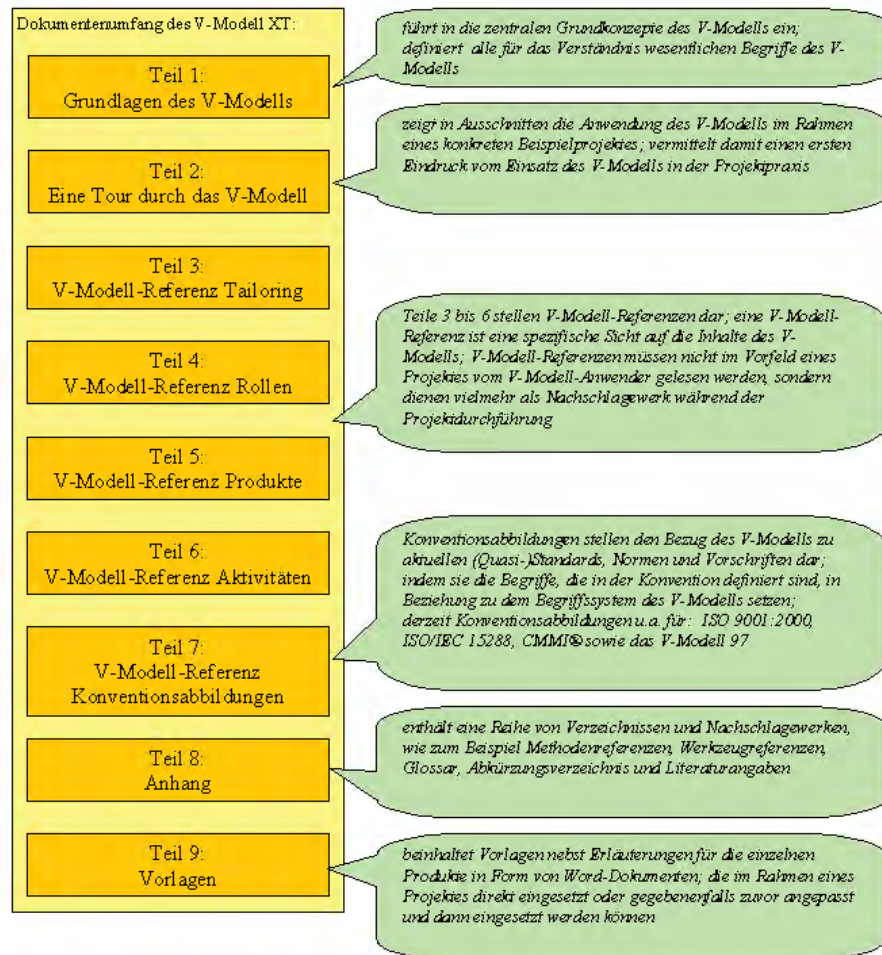 Dokumentenumfang des V-Modell XT:
Teil 1:
Grundlagen des V-Modells
führt in die zentralen Grundkonzepte des V-Modells ein;
definiert alle für das Verständnis wesentlichen Begriffe des V-
Modells
Teil 2:
Eine Tour durch das V-Modell
zeigt in Ausschnitten die Anwendung des V-Modells im Rahmen
eines konkreten Beispielprojektes; vermittelt damit einen ersten
Eindruck vom Einsatz des V-Modells in der Projektpraxis
Teil 3:
V-Modell-Referenz Tailoring
Teil 4:
V-Modell-Referenz Rollen
Teil 5:
V-Modell-Referenz Produkte
Teil 6:
V-Modell-Referenz Aktivitäten
Teile 3 bis 6 stellen V-Modell-Referenzen dar; eine V-Modell-
Referenz ist eine spezifische Sicht auf die Inhalte des V-
Modells; V-Modell-Referenzen müssen nicht im Vorfeld eines
Projektes vom V-Modell-Anwender gelesen werden, sondern
dienen vielmehr als Nachschlagewerk während der
Projektdurchführung
Teil 7:
V-Modell-Referenz
Konventionsabbildungen
Konventionsabbildungen stellen den Bezug des V-Modells zu
aktuellen (Quasi-)Standards, Normen und Vorschriften dar;
indem sie die Begriffe, die in der Konvention definiert sind, in
Beziehung zu dem Begriffssystem des V-Modells setzen;
derzeit Konventionsabbildungen u.a. für: ISO 9001:2000,
ISO/IEC 15288, CMMI® sowie das V-Modell 97
Teil 8:
Anhang
enthält eine Reihe von Verzeichnissen und Nachschlagewerken,
wie zum Beispiel Methodenreferenzen, Werkzeugreferenzen,
Glossar, Abkürzungsverzeichnis und Literaturangaben
Teil 9:
Vorlagen
beinhaltet Vorlagen nebst Erläuterungen für die einzelnen
Produkte in Form von Word-Dokumenten; die im Rahmen eines
Projektes direkt eingesetzt oder gegebenenfalls zuvor angepasst
und dann eingesetzt werden können